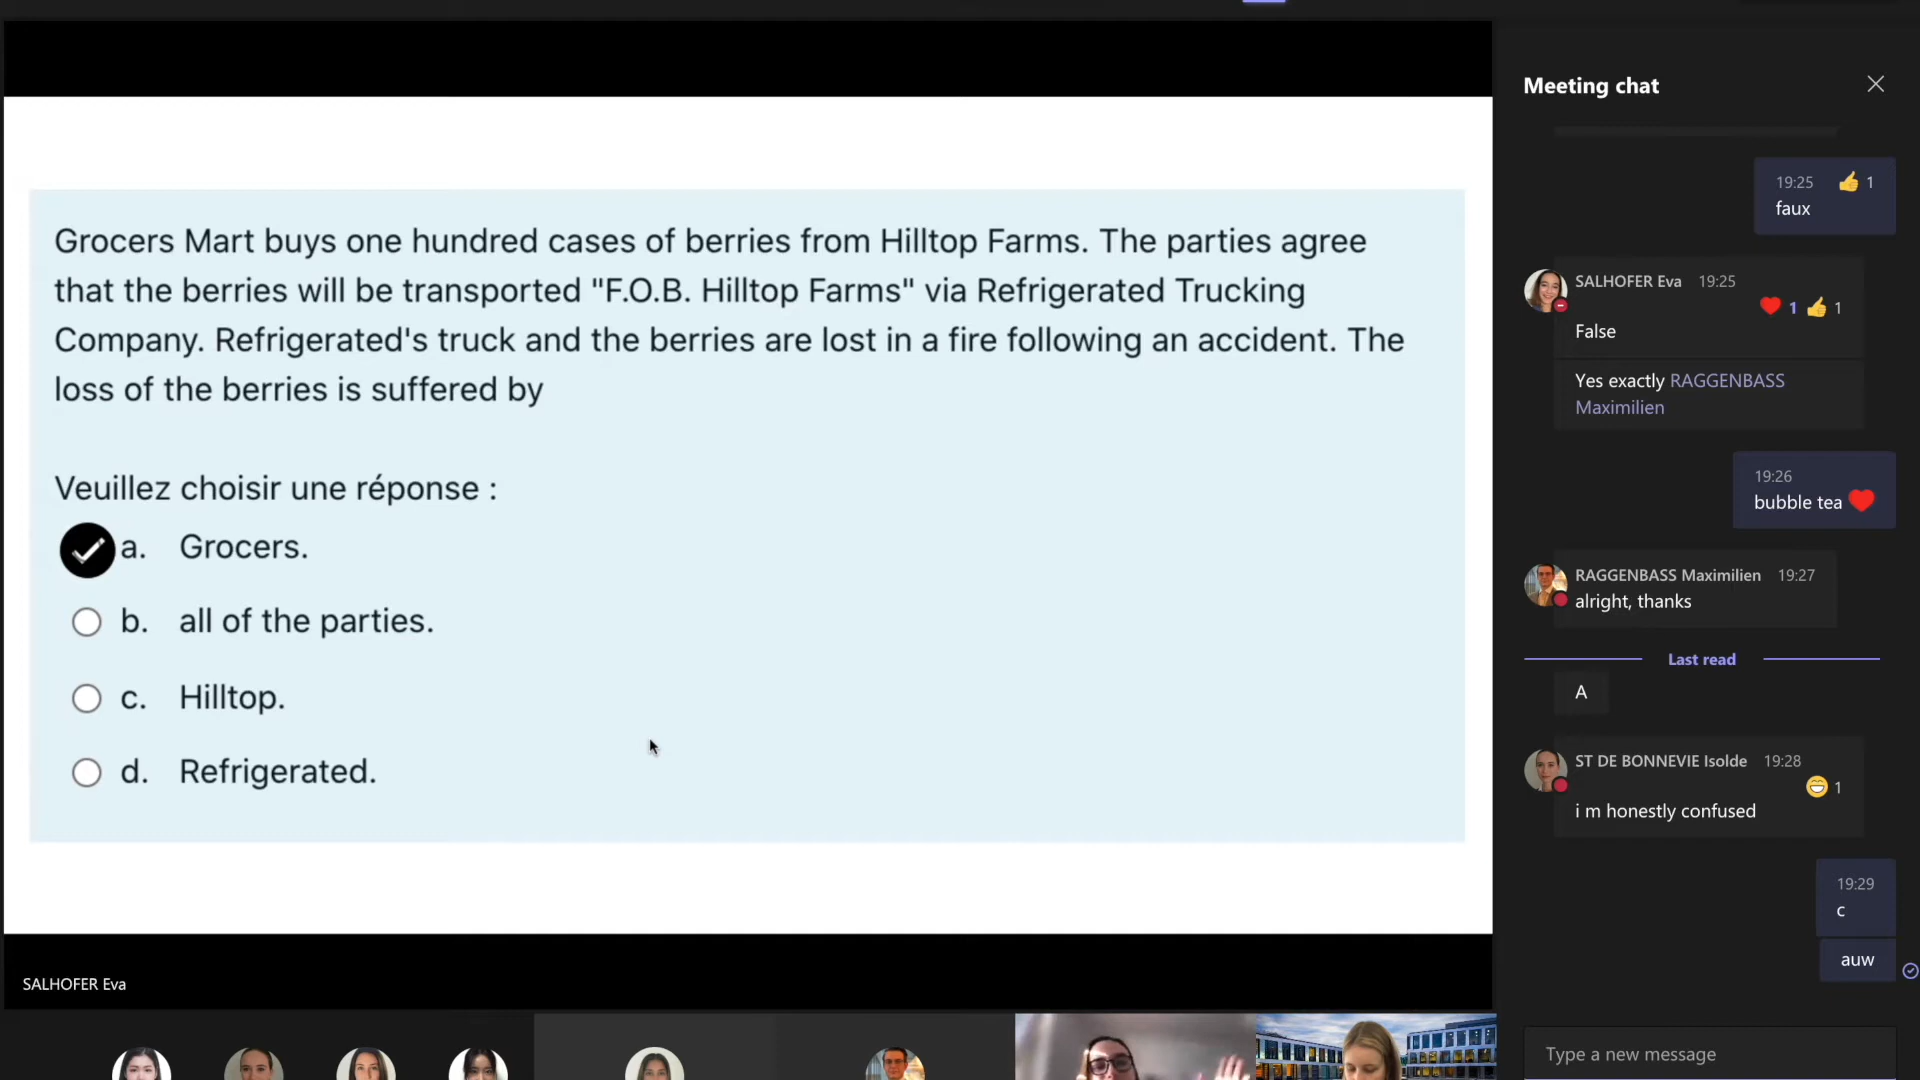 Grocers Mart buys one hundred cases of berries from Hilltop Farms. The parties agree
that the berries will be transported "F.O.B. Hilltop Farms" via Refrigerated Trucking
Company. Refrigerated's truck and the berries are lost in a fire following an accident. The
loss of the berries is suffered by
Veuillez choisir une réponse :
a. Grocers.
b. all of the parties.
c. Hilltop.
d. Refrigerated.
SALHOFER Eva
Meeting chat
19:25 👍 1
faux
SALHOFER Eva 19:25
❤️ 1 👍 1
False
Yes exactly RAGGENBASS
Maximilien
19:26
bubble tea ❤️
RAGGENBASS Maximilien 19:27
alright, thanks
Last read
A
ST DE BONNEVIE Isolde 19:28
😁 1
i m honestly confused
19:29
c
auw
Type a new message